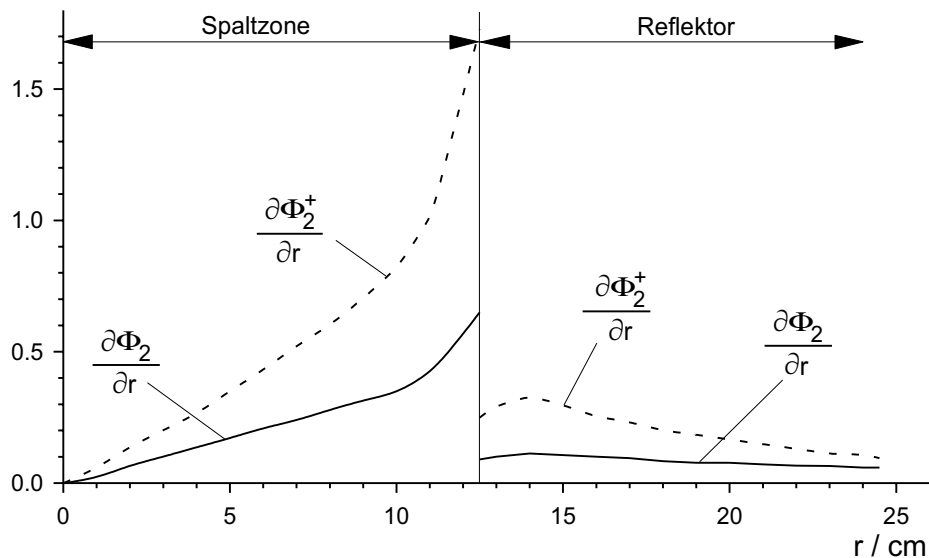 Spaltzone
Reflektor
1.5
1.0
0.5
0.0
∂Φ₂⁺
∂r
∂Φ₂
∂r
∂Φ₂⁺
∂r
∂Φ₂
∂r
0 5 10 15 20 25
r / cm